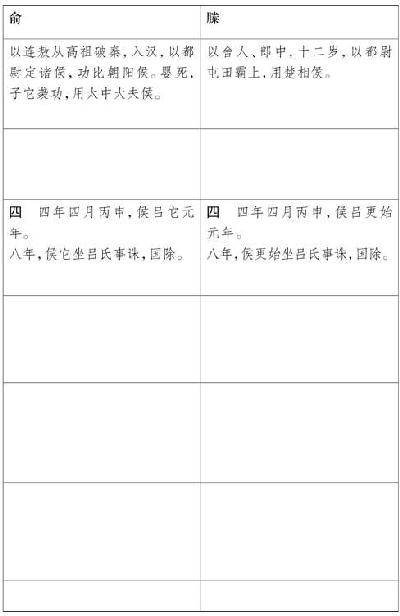 俞
滕
以连敖从高祖破秦,入汉,以都
尉定诸侯,功比朝阳侯。婴死,
子它袭功,用太中大夫侯。
以舍人、郎中,十二岁,以都尉
屯田霸上,用楚相侯。
四 四年四月丙申,侯吕它元
年。
八年,侯它坐吕氏事诛,国除。
四 四年四月丙申,侯吕更始
元年。
八年,侯更始坐吕氏事诛,国除。